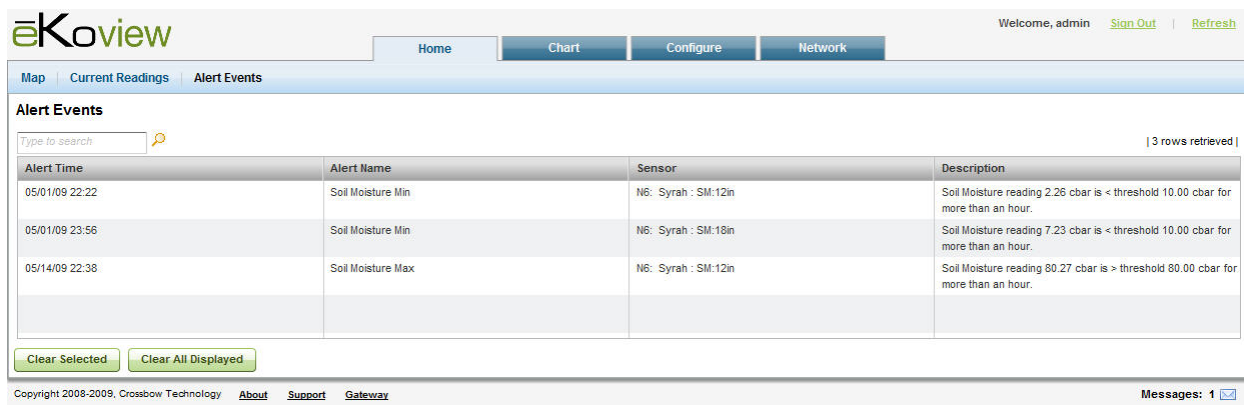 ēKoview
Welcome, admin Sign Out | Refresh
Home Chart Configure Network
Map | Current Readings | Alert Events
Alert Events
Type to search
| 3 rows retrieved |
Alert Time Alert Name Sensor Description
05/01/09 22:22 Soil Moisture Min N6: Syrah : SM:12in Soil Moisture reading 2.26 cbar is < threshold 10.00 cbar for
more than an hour.
05/01/09 23:56 Soil Moisture Min N6: Syrah : SM:18in Soil Moisture reading 7.23 cbar is < threshold 10.00 cbar for
more than an hour.
05/14/09 22:38 Soil Moisture Max N6: Syrah : SM:12in Soil Moisture reading 80.27 cbar is > threshold 80.00 cbar for
more than an hour.
Clear Selected Clear All Displayed
Copyright 2008-2009, Crossbow Technology About Support Gateway Messages: 1